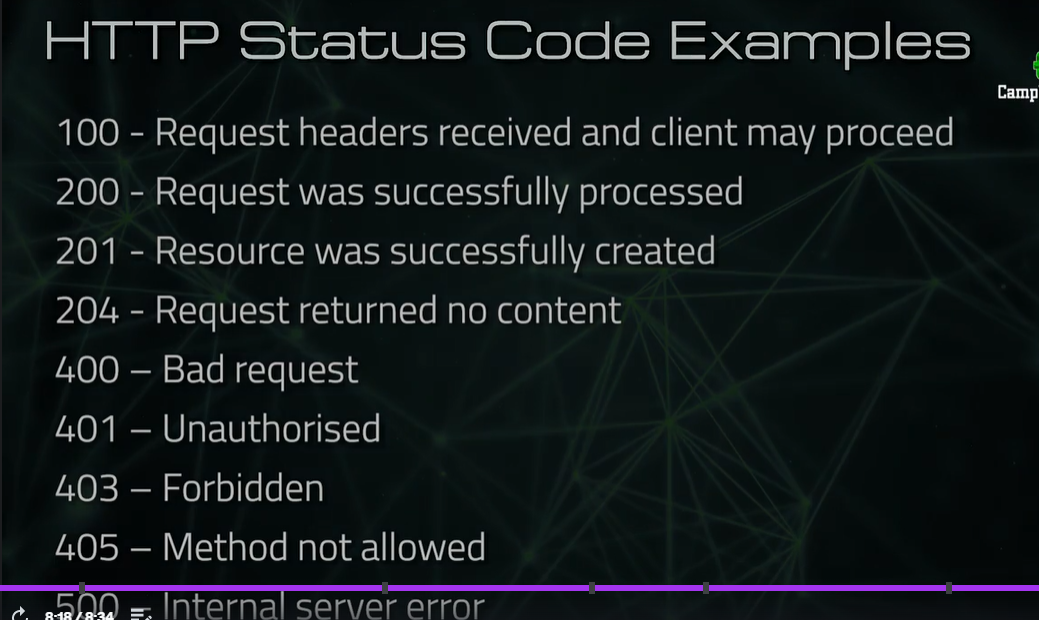 HTTP Status Code Examples
Camp
100 - Request headers received and client may proceed
200 - Request was successfully processed
201 - Resource was successfully created
204 - Request returned no content
400 – Bad request
401 – Unauthorised
403 – Forbidden
405 – Method not allowed
500 – Internal server error
8:18 / 8:34